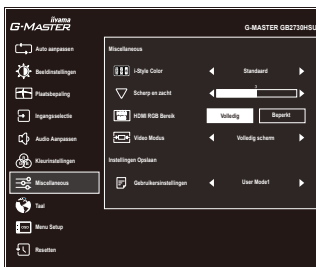 iiyama
G-MASTER
G-MASTER GB2730HSU
Auto aanpassen
Beeldinstellingen
Plaatsbepaling
Ingangsselectie
Audio Aanpassen
Kleurinstellingen
Miscellaneous
Taal
Menu Setup
Resetten
Miscellaneous
i-Style Color
Standaard
Scherp en zacht
3
HDMI RGB Bereik
Volledig
Beperkt
Video Modus
Volledig scherm
Instellingen Opslaan
Gebruikersinstellingen
User Mode1